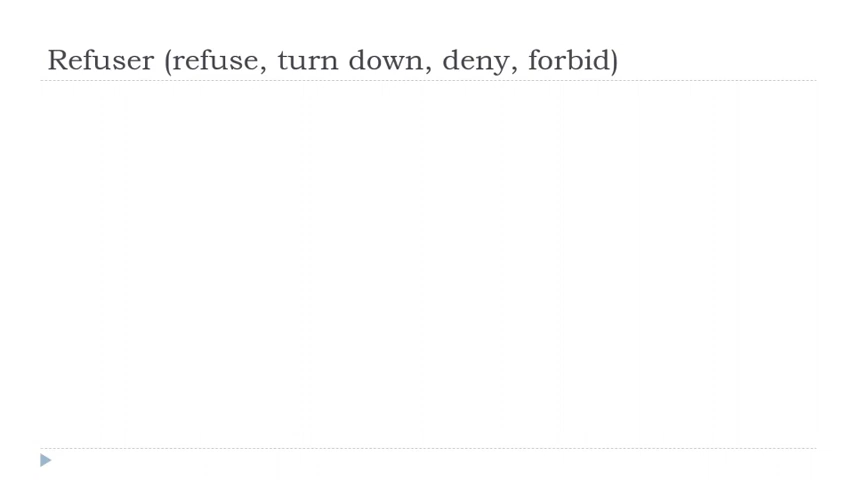 Refuser (refuse, turn down, deny, forbid)